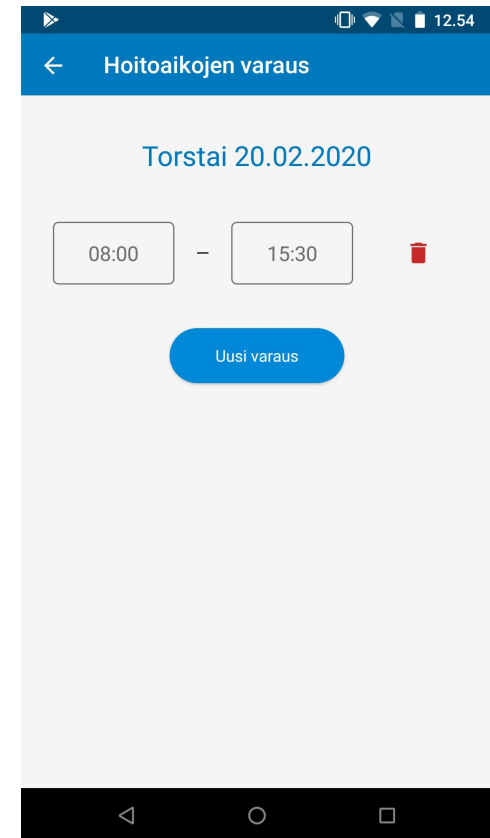 12.54
Hoitoaikojen varaus
Torstai 20.02.2020
08:00 – 15:30
Uusi varaus